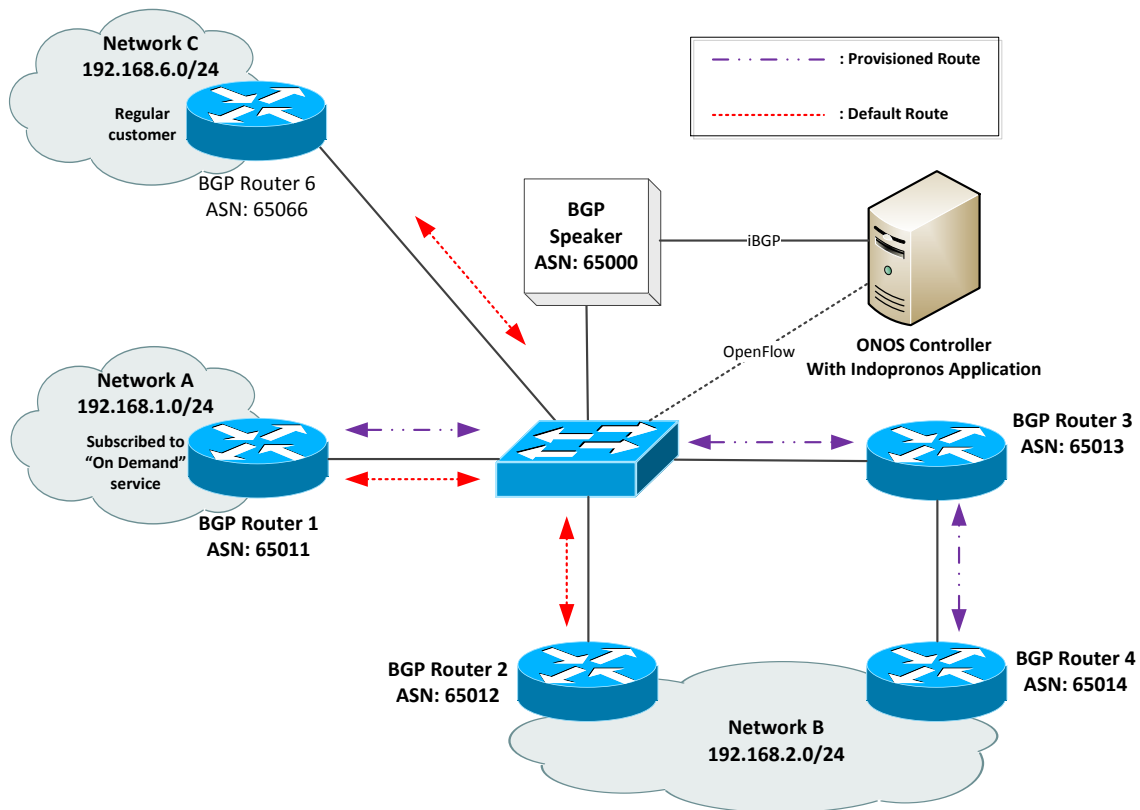 Network C
192.168.6.0/24
Regular
customer
BGP Router 6
ASN: 65066
: Provisioned Route
: Default Route
BGP
Speaker
ASN: 65000
iBGP
OpenFlow
ONOS Controller
With Indopronos Application
Network A
192.168.1.0/24
Subscribed to
“On Demand”
service
BGP Router 1
ASN: 65011
BGP Router 3
ASN: 65013
BGP Router 2
ASN: 65012
BGP Router 4
ASN: 65014
Network B
192.168.2.0/24